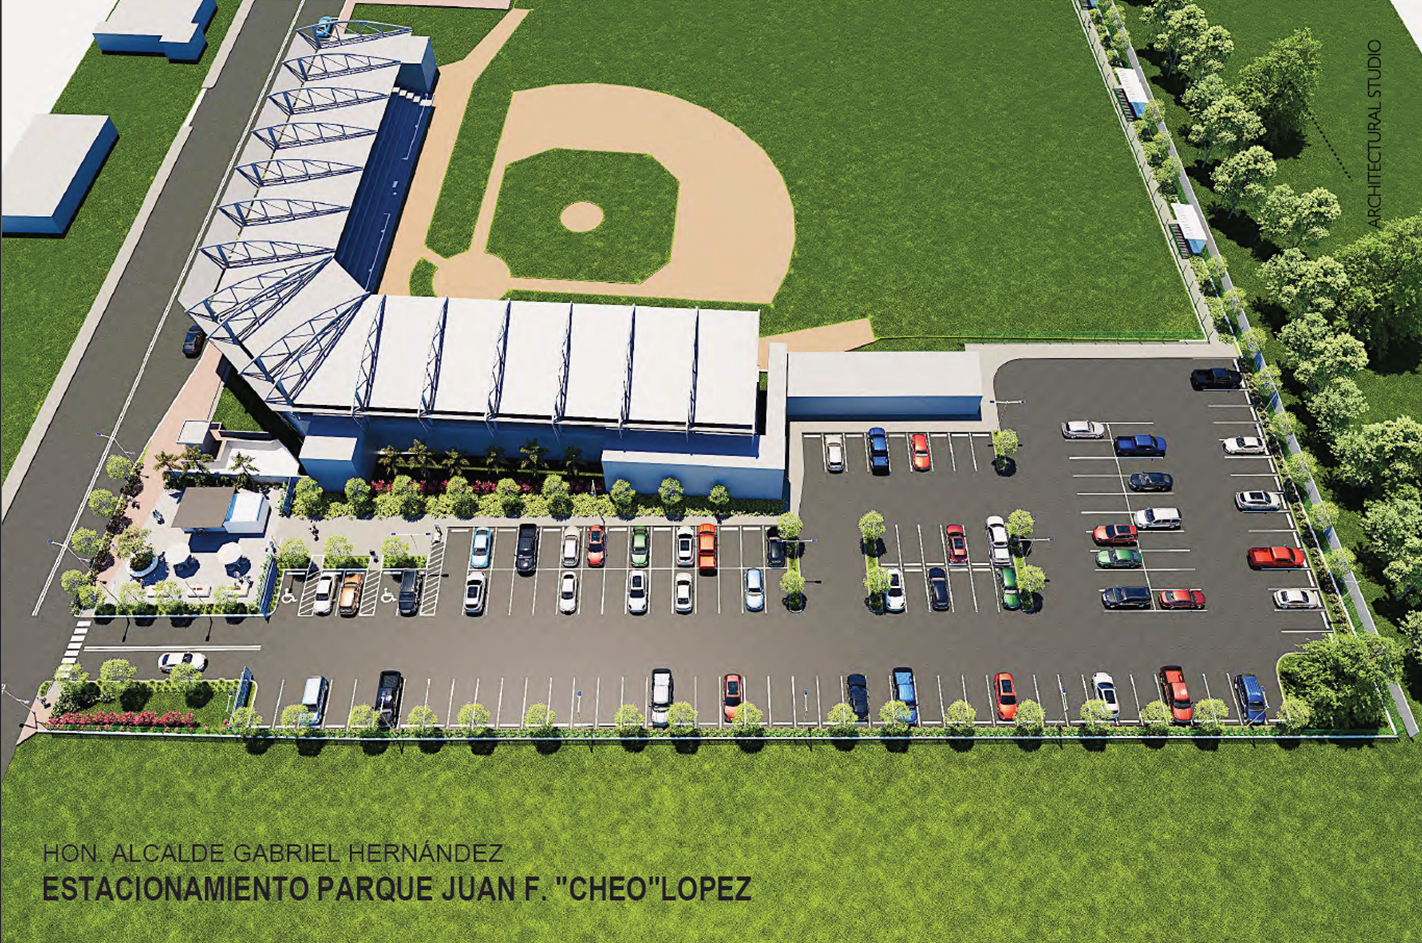 ARCHITECTURAL STUDIO
HON. ALCALDE GABRIEL HERNÁNDEZ
ESTACIONAMIENTO PARQUE JUAN F. "CHEO"LOPEZ